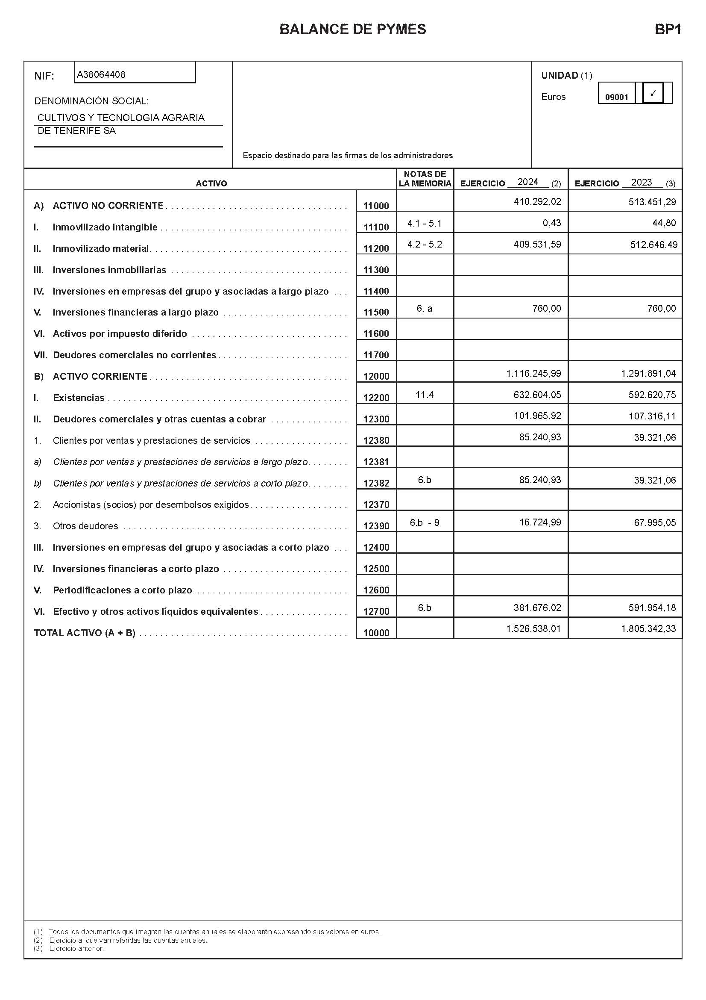 BALANCE DE PYMES BP1
NIF: A38064408
UNIDAD (1)
Euros 09001 ✓
DENOMINACIÓN SOCIAL:
CULTIVOS Y TECNOLOGIA AGRARIA
DE TENERIFE SA
Espacio destinado para las firmas de los administradores
ACTIVO NOTAS DE LA MEMORIA EJERCICIO 2024 (2) EJERCICIO 2023 (3)
A) ACTIVO NO CORRIENTE 11000 410.292,02 513.451,29
I. Inmovilizado intangible 11100 4.1 - 5.1 0,43 44,80
II. Inmovilizado material 11200 4.2 - 5.2 409.531,59 512.646,49
III. Inversiones inmobiliarias 11300
IV. Inversiones en empresas del grupo y asociadas a largo plazo 11400
V. Inversiones financieras a largo plazo 11500 6. a 760,00 760,00
VI. Activos por impuesto diferido 11600
VII. Deudores comerciales no corrientes 11700
B) ACTIVO CORRIENTE 12000 1.116.245,99 1.291.891,04
I. Existencias 12200 11.4 632.604,05 592.620,75
II. Deudores comerciales y otras cuentas a cobrar 12300 101.965,92 107.316,11
1. Clientes por ventas y prestaciones de servicios 12380 85.240,93 39.321,06
a) Clientes por ventas y prestaciones de servicios a largo plazo 12381
b) Clientes por ventas y prestaciones de servicios a corto plazo 12382 6.b 85.240,93 39.321,06
2. Accionistas (socios) por desembolsos exigidos 12370
3. Otros deudores 12390 6.b - 9 16.724,99 67.995,05
III. Inversiones en empresas del grupo y asociadas a corto plazo 12400
IV. Inversiones financieras a corto plazo 12500
V. Periodificaciones a corto plazo 12600
VI. Efectivo y otros activos líquidos equivalentes 12700 6.b 381.676,02 591.954,18
TOTAL ACTIVO (A + B) 10000 1.526.538,01 1.805.342,33
(1) Todos los documentos que integran las cuentas anuales se elaborarán expresando sus valores en euros.
(2) Ejercicio al que van referidas las cuentas anuales.
(3) Ejercicio anterior.